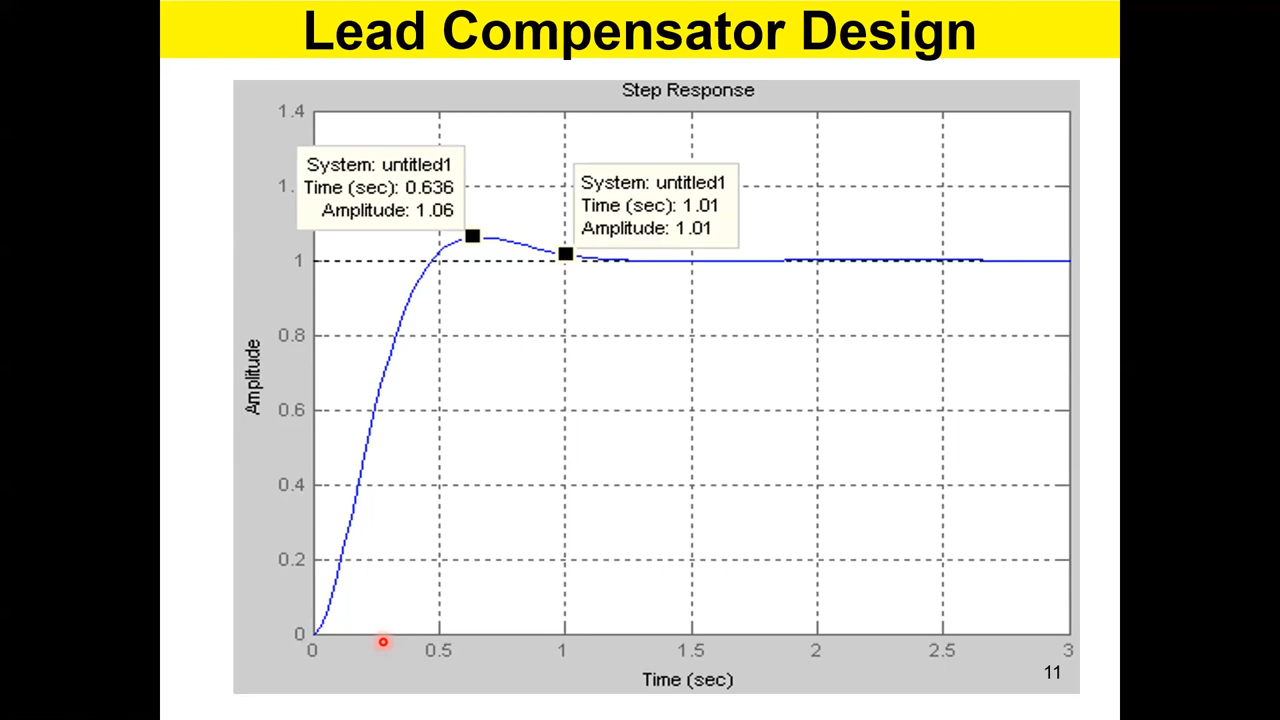 Lead Compensator Design
Step Response
1.4
System: untitled1
Time (sec): 0.636
Amplitude: 1.06
System: untitled1
Time (sec): 1.01
Amplitude: 1.01
1.
1
0.8
0.6
0.4
0.2
0
Amplitude
0 0.5 1 1.5 2 2.5 3
Time (sec)
11